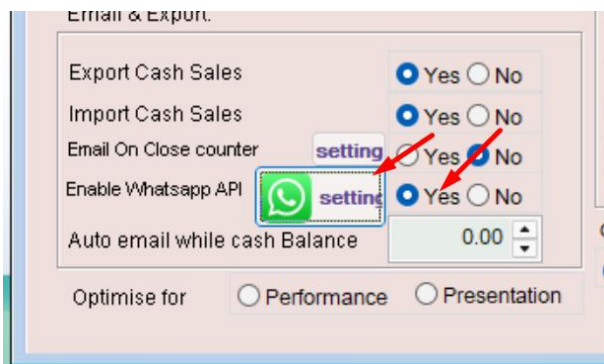 Email & Export.
Export Cash Sales Yes No
Import Cash Sales Yes No
Email On Close counter setting Yes No
Enable Whatsapp API setting Yes No
Auto email while cash Balance 0.00
Optimise for Performance Presentation